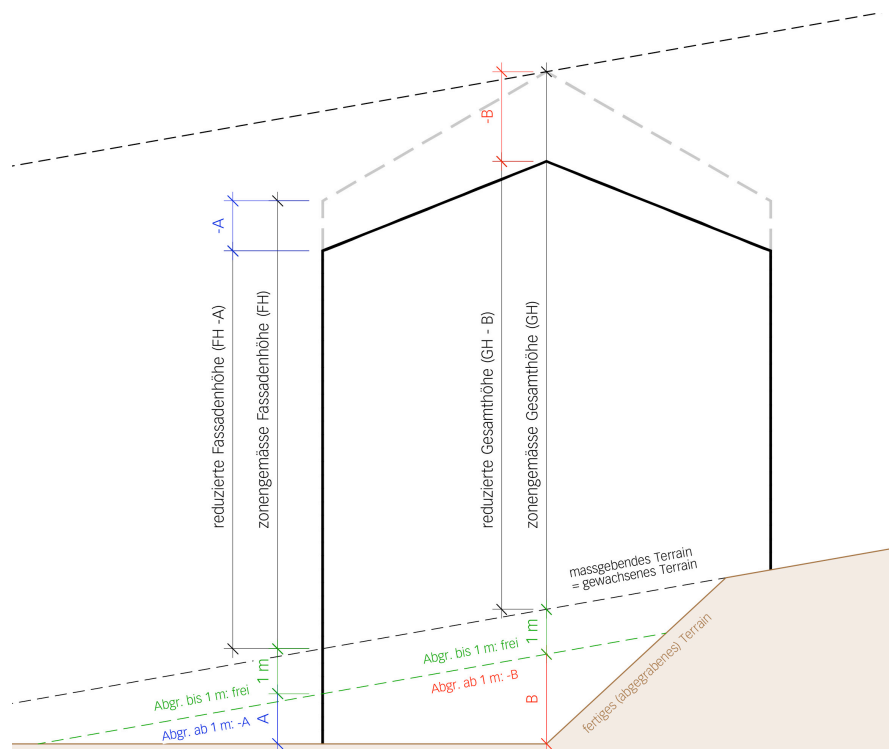 -B
-A
reduzierte Fassadenhöhe (FH -A)
zonengemässe Fassadenhöhe (FH)
reduzierte Gesamthöhe (GH - B)
zonengemässe Gesamthöhe (GH)
massgebendes Terrain
= gewachsenes Terrain
1 m
Abgr. bis 1 m: frei
1 m
Abgr. bis 1 m: frei
Abgr. ab 1 m: -B
B
Abgr. ab 1 m: -A
A
fertiges (abgegrabenes) Terrain